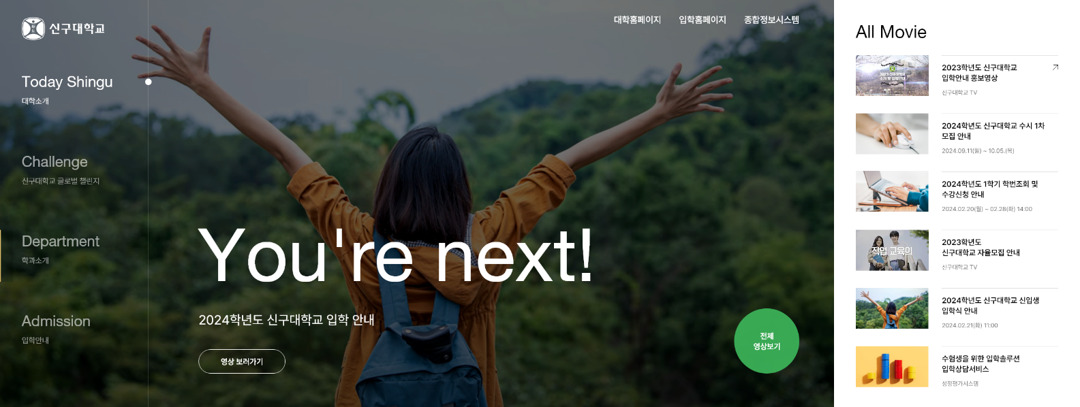 신구대학교
대학홈페이지 입학홈페이지 종합정보시스템
Today Shingu
대학소개
Challenge
신구대학교 글로벌 챌린지
Department
학과소개
Admission
입학안내
You're next!
2024학년도 신구대학교 입학 안내
영상 보러가기
전체
영상보기
All Movie
2023학년도 신구대학교
입학안내 홍보영상
신구대학교 TV
2024학년도 신구대학교 수시 1차
모집 안내
2024.09.11(월) ~ 10.05.(목)
2024학년도 1학기 학번조회 및
수강신청 안내
2024.02.20(월) ~ 02.28(화) 14:00
직업 교육의
2023학년도
신구대학교 자율모집 안내
신구대학교 TV
2024학년도 신구대학교 신입생
입학식 안내
2024.02.21(화) 11:00
수험생을 위한 입학솔루션
입학상담서비스